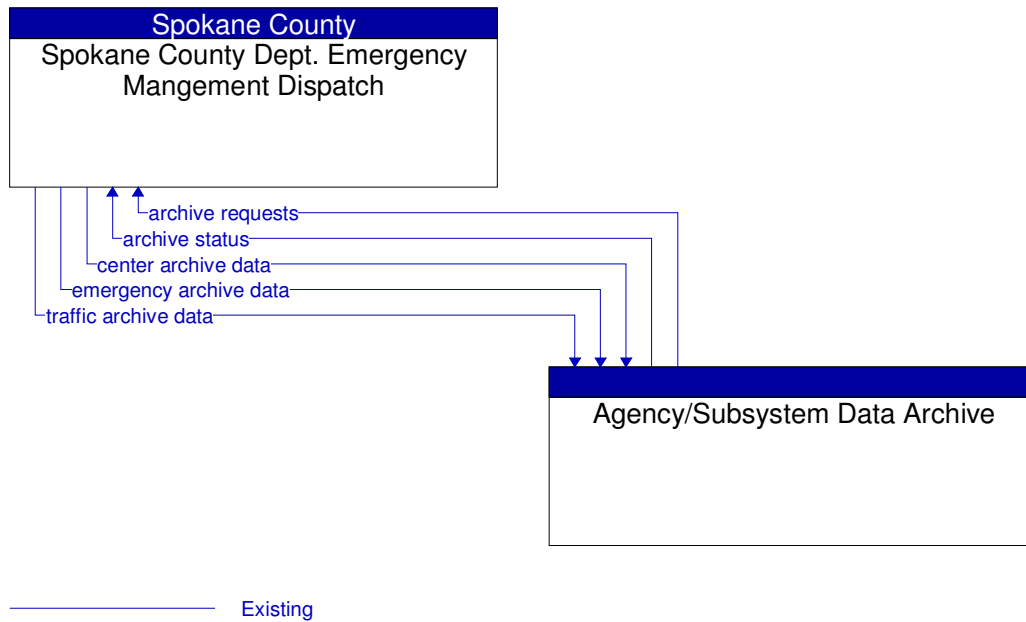 Spokane County
Spokane County Dept. Emergency
Mangement Dispatch
archive requests
archive status
center archive data
emergency archive data
traffic archive data
Agency/Subsystem Data Archive
Existing